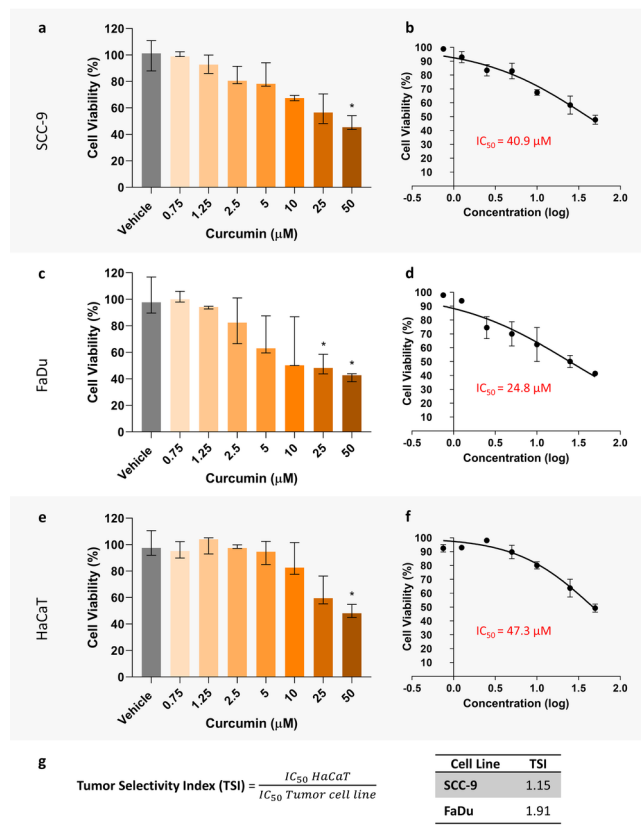 a
SCC-9
Cell Viability (%)
120
100
80
60
40
20
0
*
Vehicle 0.75 1.25 2.5 5 10 25 50
Curcumin (μM)
b
Cell Viability (%)
100
90
80
70
60
50
40
30
20
10
IC50 = 40.9 μM
-0.5 0.0 0.5 1.0 1.5 2.0
Concentration (log)
c
FaDu
Cell Viability (%)
120
100
80
60
40
20
0
* *
Vehicle 0.75 1.25 2.5 5 10 25 50
Curcumin (μM)
d
Cell Viability (%)
100
90
80
70
60
50
40
30
20
10
IC50 = 24.8 μM
-0.5 0.0 0.5 1.0 1.5 2.0
Concentration (log)
e
HaCaT
Cell Viability (%)
120
100
80
60
40
20
0
*
Vehicle 0.75 1.25 2.5 5 10 25 50
Curcumin (μM)
f
Cell Viability (%)
100
90
80
70
60
50
40
30
20
10
IC50 = 47.3 μM
-0.5 0.0 0.5 1.0 1.5 2.0
Concentration (log)
g
Tumor Selectivity Index (TSI) = IC50 HaCaT
IC50 Tumor cell line
Cell Line TSI
SCC-9 1.15
FaDu 1.91